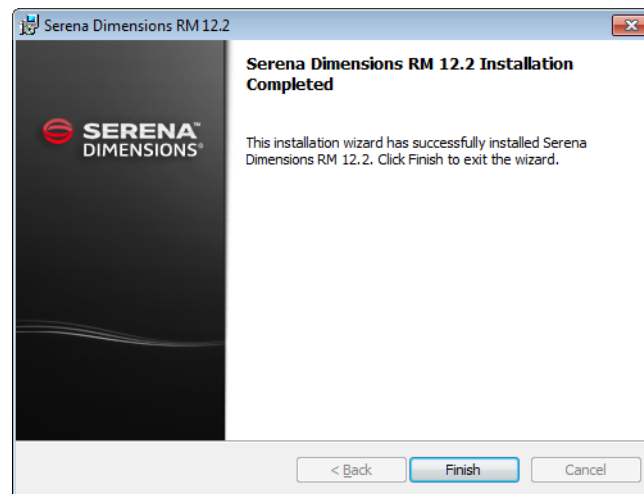 Serena Dimensions RM 12.2
Serena Dimensions RM 12.2 Installation
Completed
SERENA™
DIMENSIONS®
This installation wizard has successfully installed Serena
Dimensions RM 12.2. Click Finish to exit the wizard.
< Back
Finish
Cancel